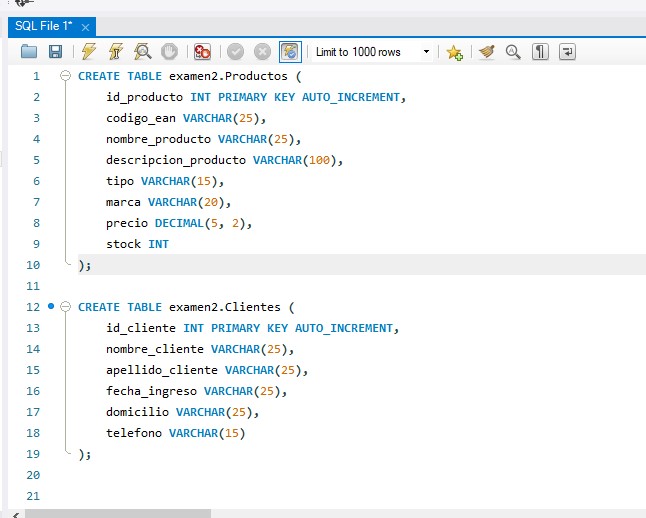 SQL File 1*
Limit to 1000 rows
1 CREATE TABLE examen2.Productos (
2 id_producto INT PRIMARY KEY AUTO_INCREMENT,
3 codigo_ean VARCHAR(25),
4 nombre_producto VARCHAR(25),
5 descripcion_producto VARCHAR(100),
6 tipo VARCHAR(15),
7 marca VARCHAR(20),
8 precio DECIMAL(5, 2),
9 stock INT
10 );
11
12 CREATE TABLE examen2.Clientes (
13 id_cliente INT PRIMARY KEY AUTO_INCREMENT,
14 nombre_cliente VARCHAR(25),
15 apellido_cliente VARCHAR(25),
16 fecha_ingreso VARCHAR(25),
17 domicilio VARCHAR(25),
18 telefono VARCHAR(15)
19 );
20
21